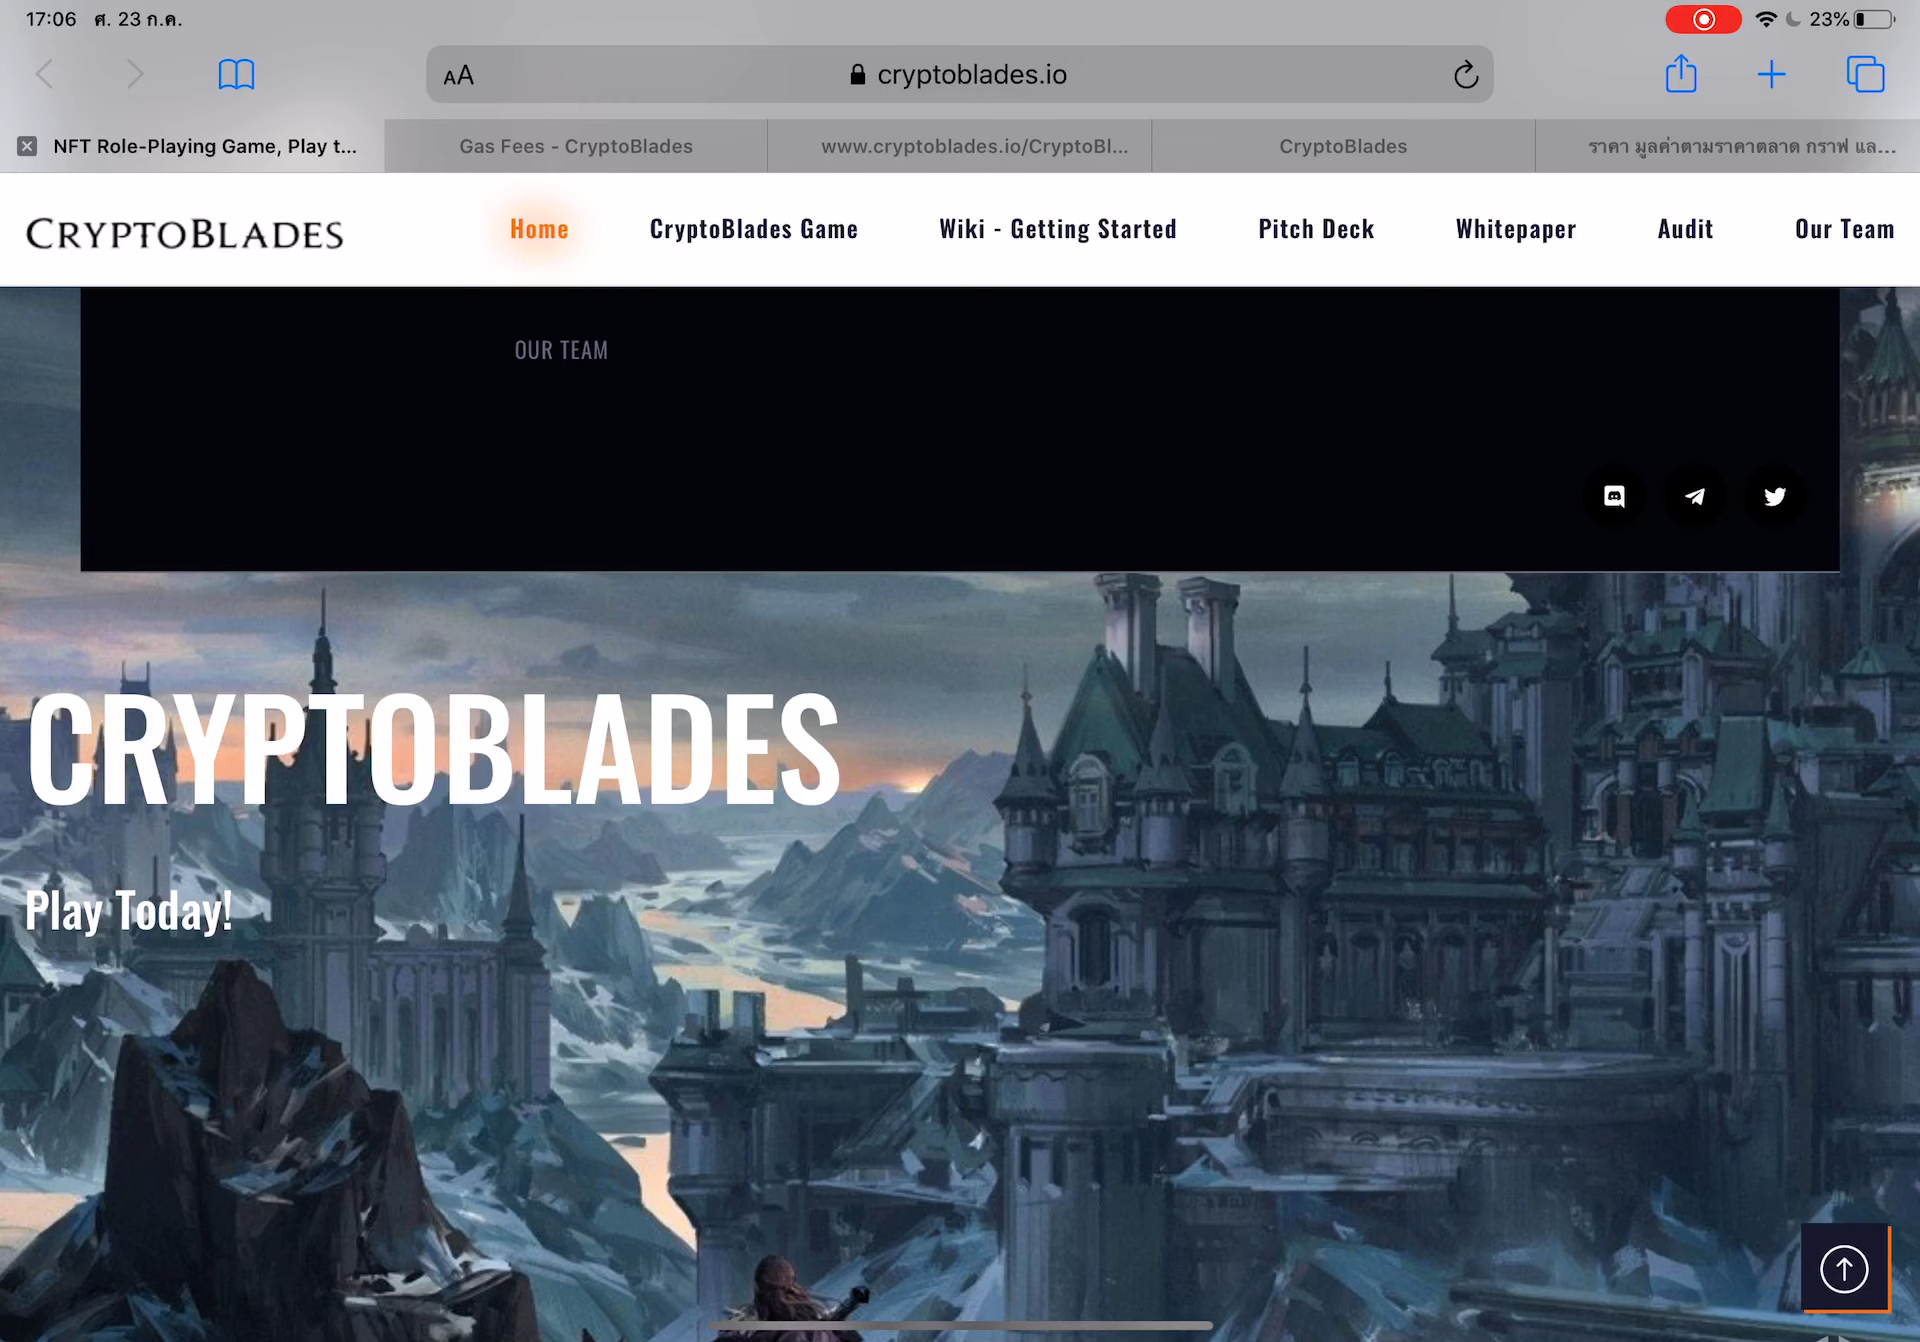 17:06 ศ. 23 ก.ค.
23%
AA
cryptoblades.io
NFT Role-Playing Game, Play t...
Gas Fees - CryptoBlades
www.cryptoblades.io/CryptoBl...
CryptoBlades
ราคา มูลค่าตามราคาตลาด กราฟ แล...
CRYPTOBLADES
Home
CryptoBlades Game
Wiki - Getting Started
Pitch Deck
Whitepaper
Audit
Our Team
OUR TEAM
CRYPTOBLADES
Play Today!